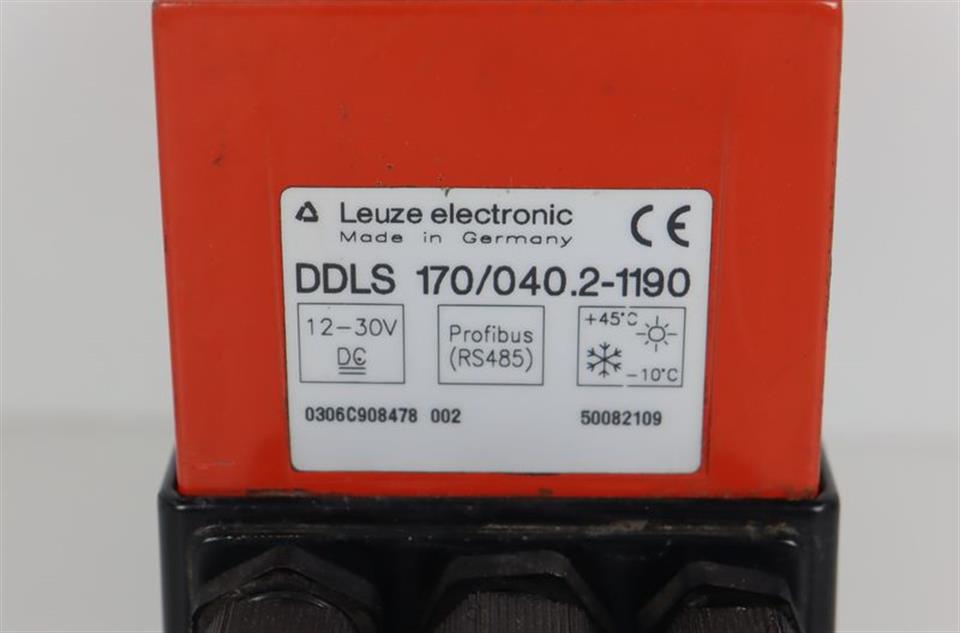 Leuze electronic
Made in Germany
CE
DDLS 170/040.2-1190
12-30V
DC
Profibus
(RS485)
+45°C
-10°C
0306C908478 002
50082109